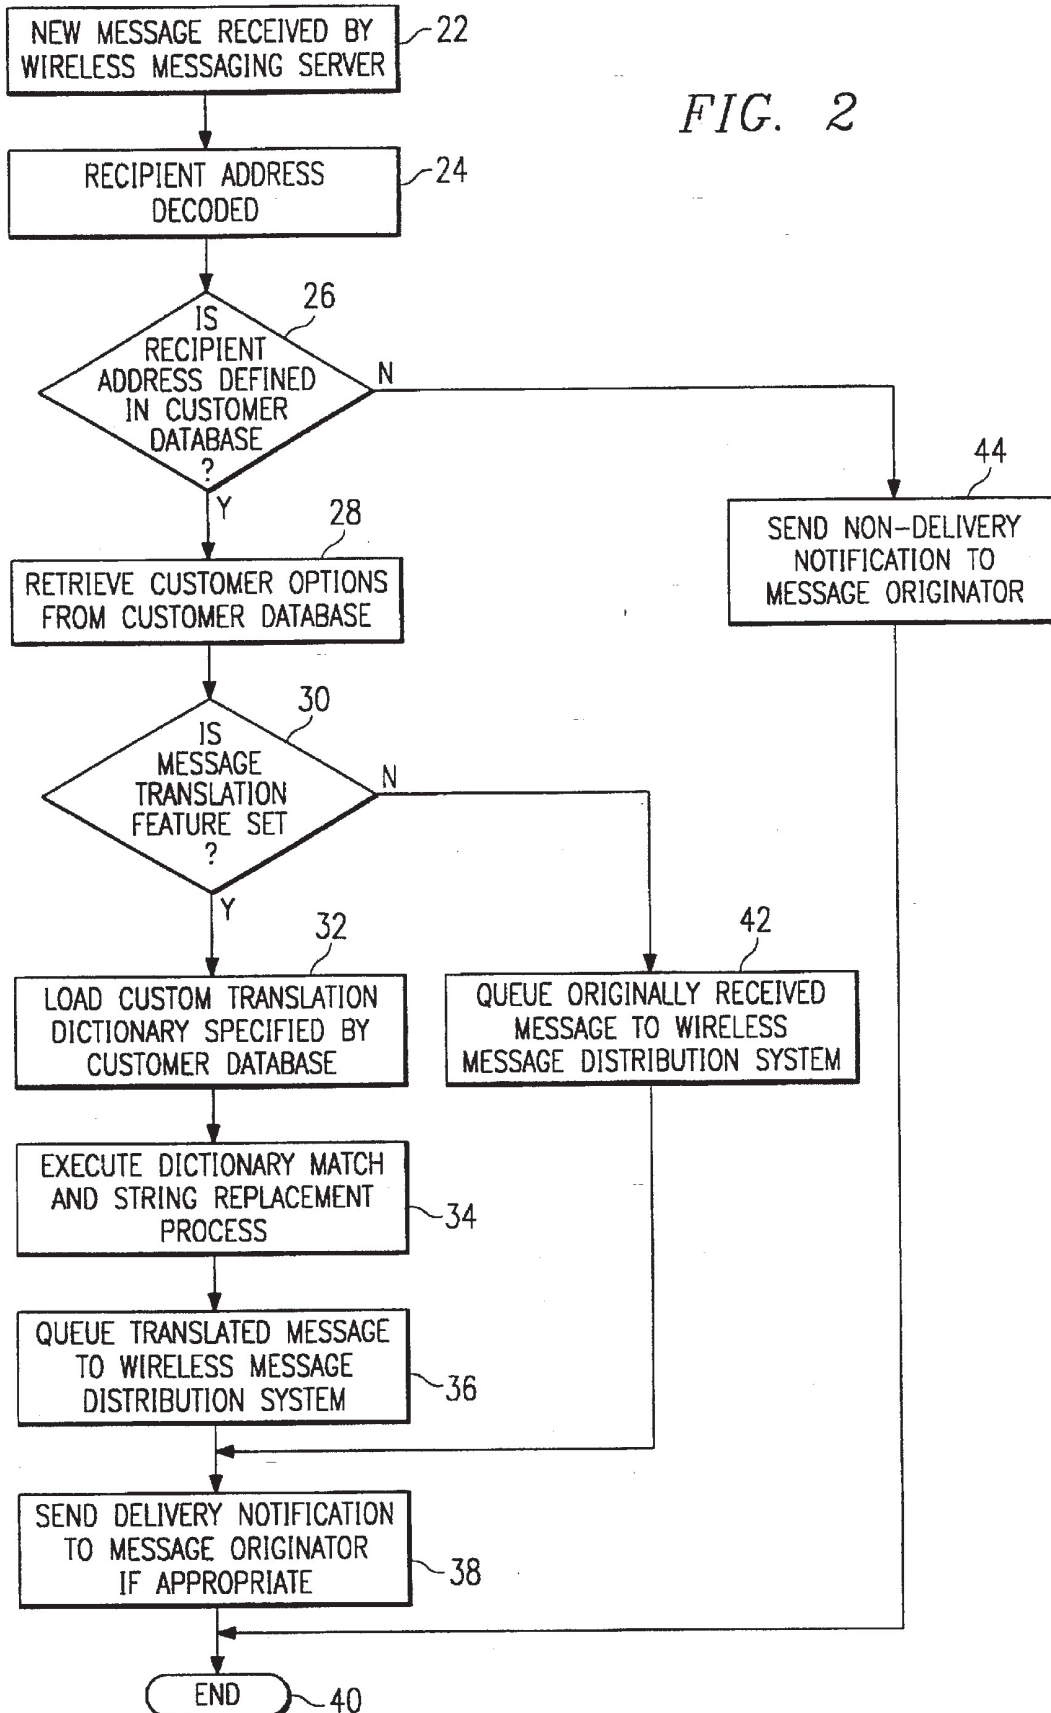 NEW MESSAGE RECEIVED BY
WIRELESS MESSAGING SERVER
22
FIG. 2
RECIPIENT ADDRESS
DECODED
24
26
IS
RECIPIENT
ADDRESS DEFINED
IN CUSTOMER
DATABASE
?
N
Y
44
SEND NON-DELIVERY
NOTIFICATION TO
MESSAGE ORIGINATOR
28
RETRIEVE CUSTOMER OPTIONS
FROM CUSTOMER DATABASE
30
IS
MESSAGE
TRANSLATION
FEATURE SET
?
N
Y
32
LOAD CUSTOM TRANSLATION
DICTIONARY SPECIFIED BY
CUSTOMER DATABASE
42
QUEUE ORIGINALLY RECEIVED
MESSAGE TO WIRELESS
MESSAGE DISTRIBUTION SYSTEM
EXECUTE DICTIONARY MATCH
AND STRING REPLACEMENT
PROCESS
34
QUEUE TRANSLATED MESSAGE
TO WIRELESS MESSAGE
DISTRIBUTION SYSTEM
36
SEND DELIVERY NOTIFICATION
TO MESSAGE ORIGINATOR
IF APPROPRIATE
38
END
40